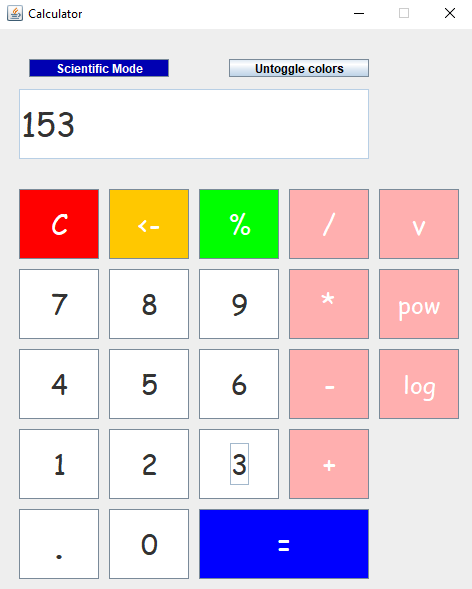 Calculator
Scientific Mode Untoggle colors
153
C <- % / v
7 8 9 * pow
4 5 6 - log
1 2 3 +
. 0 =